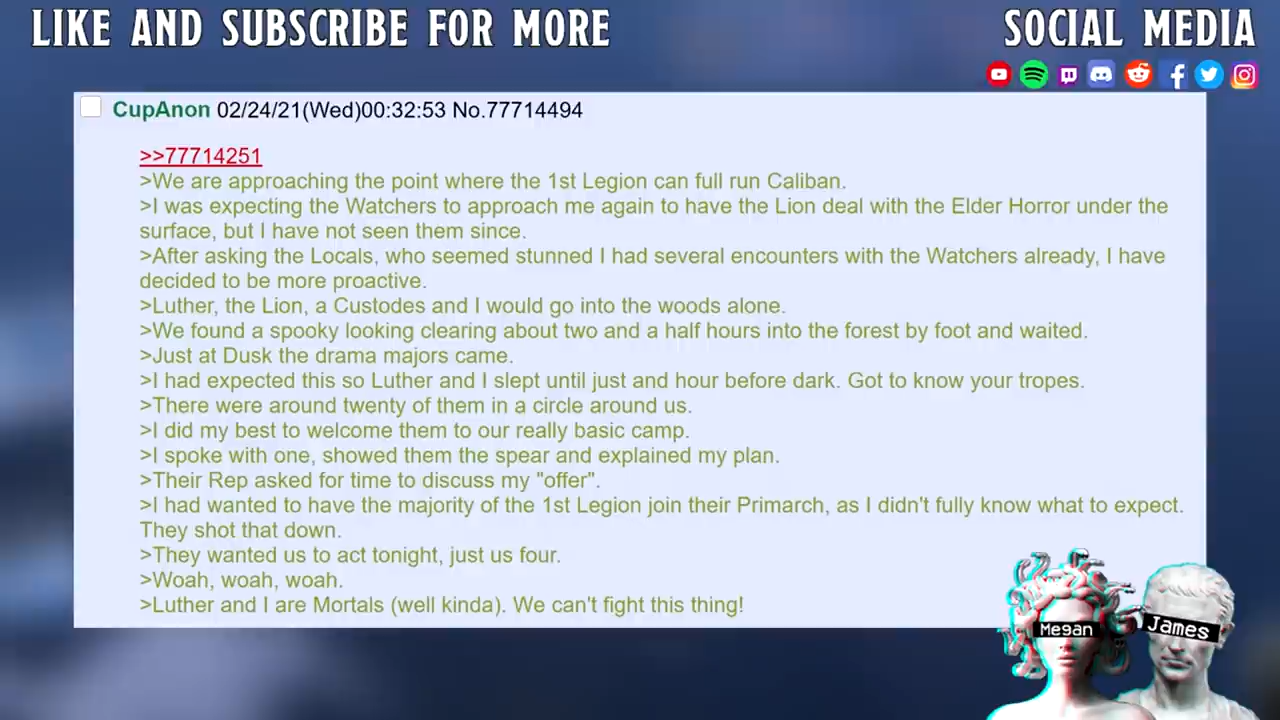 LIKE AND SUBSCRIBE FOR MORE
SOCIAL MEDIA
CupAnon 02/24/21(Wed)00:32:53 No.77714494
>>77714251
>We are approaching the point where the 1st Legion can full run Caliban.
>I was expecting the Watchers to approach me again to have the Lion deal with the Elder Horror under the
surface, but I have not seen them since.
>After asking the Locals, who seemed stunned I had several encounters with the Watchers already, I have
decided to be more proactive.
>Luther, the Lion, a Custodes and I would go into the woods alone.
>We found a spooky looking clearing about two and a half hours into the forest by foot and waited.
>Just at Dusk the drama majors came.
>I had expected this so Luther and I slept until just and hour before dark. Got to know your tropes.
>There were around twenty of them in a circle around us.
>I did my best to welcome them to our really basic camp.
>I spoke with one, showed them the spear and explained my plan.
>Their Rep asked for time to discuss my "offer".
>I had wanted to have the majority of the 1st Legion join their Primarch, as I didn't fully know what to expect.
They shot that down.
>They wanted us to act tonight, just us four.
>Woah, woah, woah.
>Luther and I are Mortals (well kinda). We can't fight this thing!
Megan
James